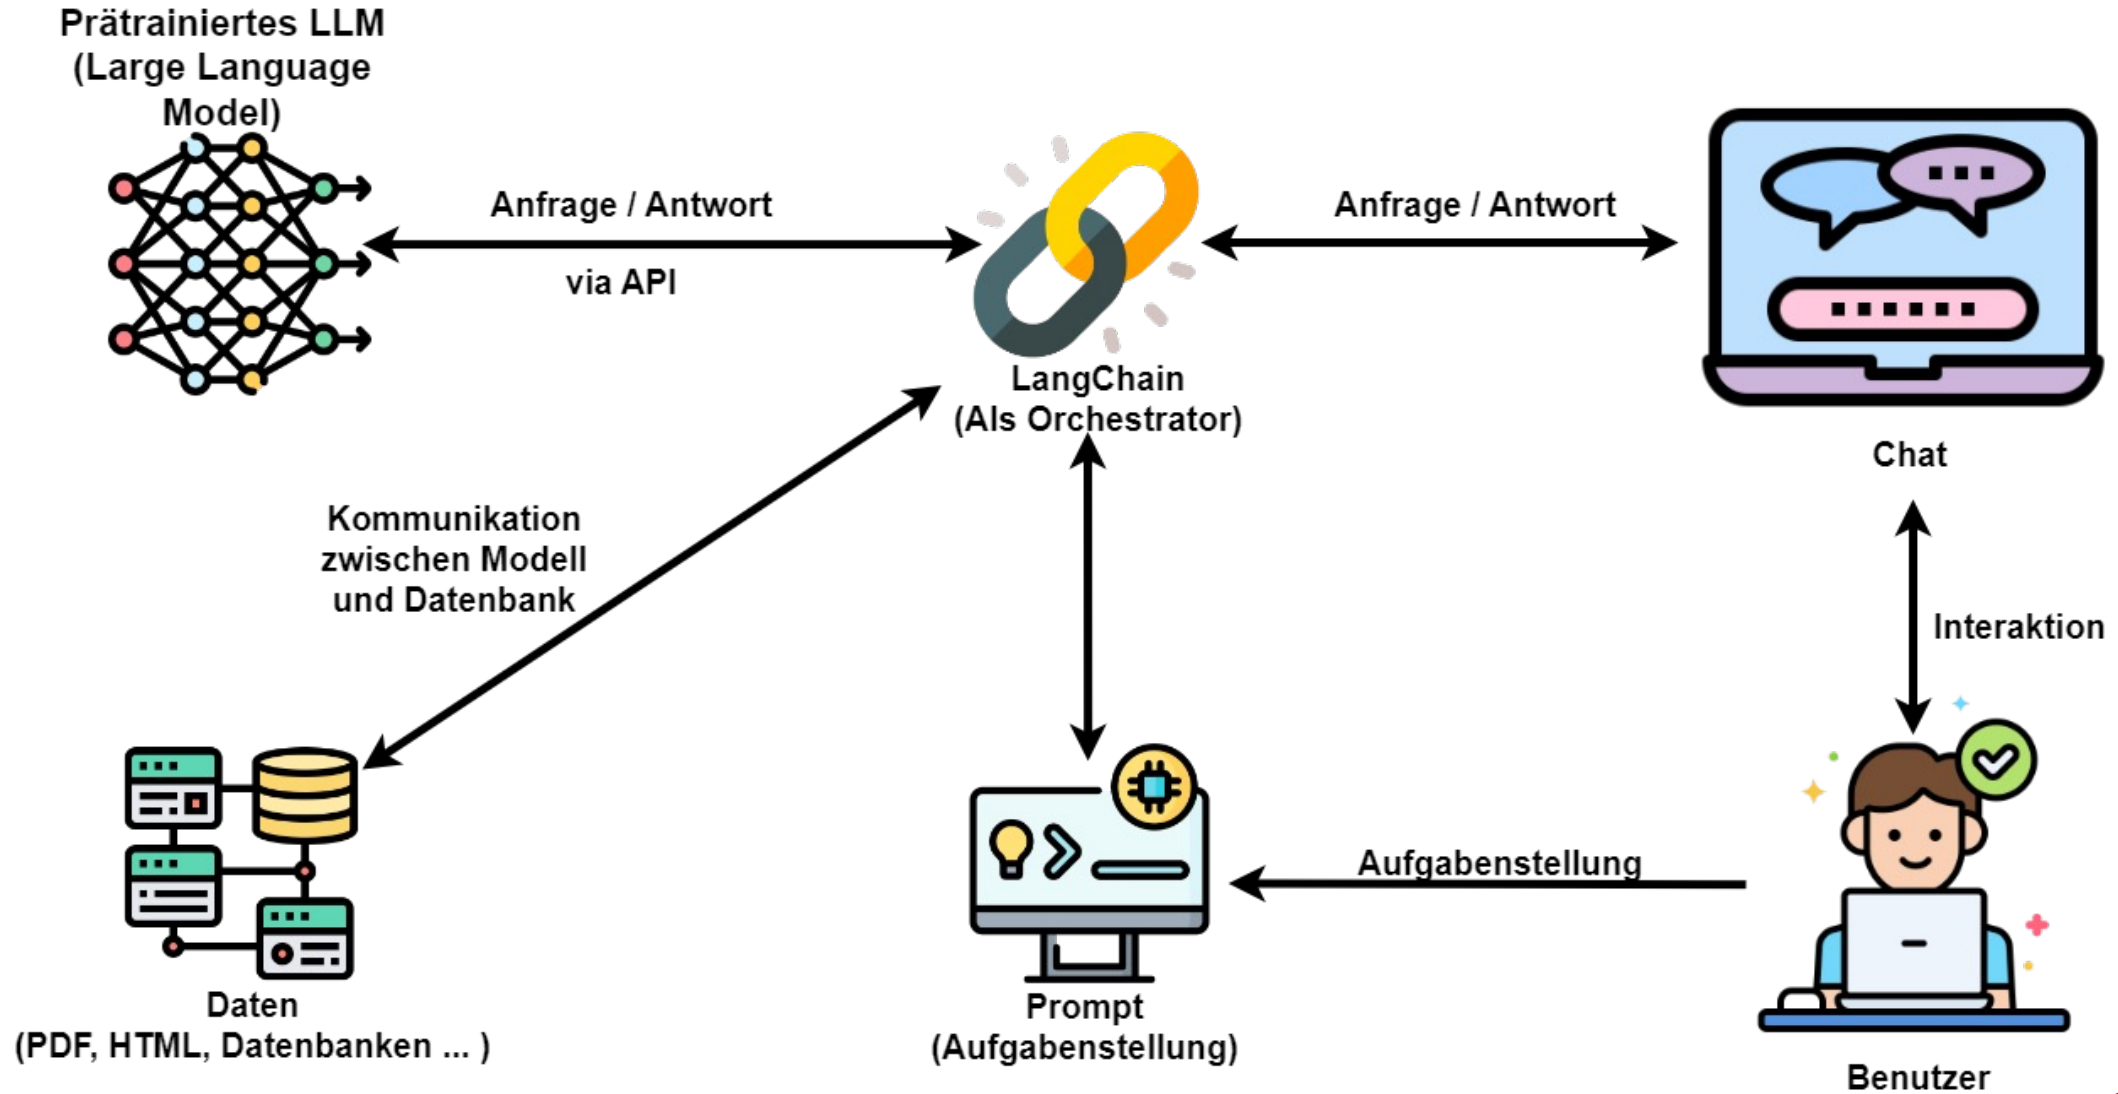 Prätrainiertes LLM
(Large Language
Model)
Anfrage / Antwort
via API
Anfrage / Antwort
LangChain
(Als Orchestrator)
Chat
Kommunikation
zwischen Modell
und Datenbank
Interaktion
Aufgabenstellung
Daten
(PDF, HTML, Datenbanken ... )
Prompt
(Aufgabenstellung)
Benutzer